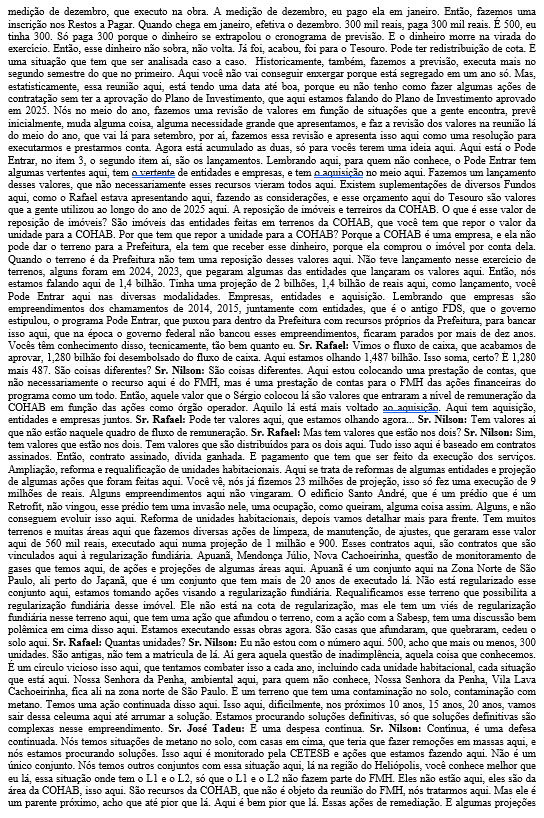 medição de dezembro, que executo na obra. A medição de dezembro, eu pago ela em janeiro. Então, fazemos uma
inscrição nos Restos a Pagar. Quando chega em janeiro, efetiva o dezembro. 300 mil reais, paga 300 mil reais. É 500, eu
tinha 300. Só paga 300 porque o dinheiro se extrapolou o cronograma de previsão. E o dinheiro morre na virada do
exercício. Então, esse dinheiro não sobra, não volta. Já foi, acabou, foi para o Tesouro. Pode ter redistribuição de cota. É
uma situação que tem que ser analisada caso a caso. Historicamente, também, fazemos a previsão, executa mais no
segundo semestre do que no primeiro. Aqui você não vai conseguir enxergar porque está segregado em um ano só. Mas,
estatisticamente, essa reunião aqui, está tendo uma data até boa, porque eu não tenho como fazer algumas ações de
contratação sem ter a aprovação do Plano de Investimento, que aqui estamos falando do Plano de Investimento aprovado
em 2025. Nós no meio do ano, fazemos uma revisão de valores em função de situações que a gente encontra, prevê
inicialmente, muda alguma coisa, alguma necessidade grande que apresentamos, e faz a revisão dos valores na reunião lá
do meio do ano, que vai lá para setembro, por aí, fazemos essa revisão e apresenta isso aqui como uma resolução para
executarmos e prestarmos conta. Agora está acumulado as duas, só para vocês terem uma ideia aqui. Aqui está o Pode
Entrar, no item 3, o segundo item aí, são os lançamentos. Lembrando aqui, para quem não conhece, o Pode Entrar tem
algumas vertentes aqui, tem o vertente de entidades e empresas, e tem o aquisição no meio aqui. Fazemos um lançamento
desses valores, que não necessariamente esses recursos vieram todos aqui. Existem suplementações de diversos Fundos
aqui, como o Rafael estava apresentando aqui, fazendo as considerações, e esse orçamento aqui do Tesouro são valores
que a gente utilizou ao longo do ano de 2025 aqui. A reposição de imóveis e terreiros da COHAB. O que é esse valor de
reposição de imóveis? São imóveis das entidades feitas em terrenos da COHAB, que você tem que repor o valor da
unidade para a COHAB. Por que tem que repor a unidade para a COHAB? Porque a COHAB é uma empresa, e ela não
pode dar o terreno para a Prefeitura, ela tem que receber esse dinheiro, porque ela comprou o imóvel por conta dela.
Quando o terreno é da Prefeitura não tem uma reposição desses valores aqui. Não teve lançamento nesse exercício de
terrenos, alguns foram em 2024, 2023, que pegaram algumas das entidades que lançaram os valores aqui. Então, nós
estamos falando aqui de 1,4 bilhão. Tinha uma projeção de 2 bilhões, 1,4 bilhão de reais aqui, como lançamento, você
Pode Entrar aqui nas diversas modalidades. Empresas, entidades e aquisição. Lembrando que empresas são
empreendimentos dos chamamentos de 2014, 2015, juntamente com entidades, que é o antigo FDS, que o governo
estipulou, o programa Pode Entrar, que puxou para dentro da Prefeitura com recursos próprios da Prefeitura, para bancar
isso aqui, que na época o governo federal não bancou esses empreendimentos, ficaram parados por mais de dez anos.
Vocês têm conhecimento disso, tecnicamente, tão bem quanto eu. Sr. Rafael: Vimos o fluxo de caixa, que acabamos de
aprovar, 1,280 bilhão foi desembolsado do fluxo de caixa. Aqui estamos olhando 1,487 bilhão. Isso soma, certo? É 1,280
mais 487. São coisas diferentes? Sr. Nilson: São coisas diferentes. Aqui estou colocando uma prestação de contas, que
não necessariamente o recurso aqui é do FMH, mas é uma prestação de contas para o FMH das ações financeiras do
programa como um todo. Então, aquele valor que o Sérgio colocou lá são valores que entraram a nível de remuneração da
COHAB em função das ações como órgão operador. Aquilo lá está mais voltado ao aquisição. Aqui tem aquisição,
entidades e empresas juntos. Sr. Rafael: Pode ter valores aqui, que estamos olhando agora... Sr. Nilson: Tem valores aí
que não estão naquele quadro de fluxo de remuneração. Sr. Rafael: Mas tem valores que estão nos dois? Sr. Nilson: Sim,
tem valores que estão nos dois. Tem valores que são distribuídos para os dois aqui. Tudo isso aqui é baseado em contratos
assinados. Então, contrato assinado, dívida ganhada. E pagamento que tem que ser feito da execução dos serviços.
Ampliação, reforma e requalificação de unidades habitacionais. Aqui se trata de reformas de algumas entidades e projeção
de algumas ações que foram feitas aqui. Você vê, nós já fizemos 23 milhões de projeção, isso só fez uma execução de 9
milhões de reais. Alguns empreendimentos aqui não vingaram. O edifício Santo André, que é um prédio que é um
Retrofit, não vingou, esse prédio tem uma invasão nele, uma ocupação, como queiram, alguma coisa assim. Alguns, e não
conseguem evoluir isso aqui. Reforma de unidades habitacionais, depois vamos detalhar mais para frente. Tem muitos
terrenos e muitas áreas aqui que fazemos diversas ações de limpeza, de manutenção, de ajustes, que geraram esse valor
aqui de 560 mil reais, executado aqui numa projeção de 1 milhão e 900. Esses contratos aqui, são contratos que são
vinculados aqui à regularização fundiária. Apuanã, Mendonça Júlio, Nova Cachoeirinha, questão de monitoramento de
gases que temos aqui, de ações e projeções de algumas áreas aqui. Apuanã é um conjunto aqui na Zona Norte de São
Paulo, ali perto do Jaçanã, que é um conjunto que tem mais de 20 anos de executado lá. Não está regularizado esse
conjunto aqui, estamos tomando ações visando a regularização fundiária. Requalificamos esse terreno que possibilita a
regularização fundiária desse imóvel. Ele não está na cota de regularização, mas ele tem um viés de regularização
fundiária nesse terreno aqui, que tem uma ação que afundou o terreno, com a ação com a Sabesp, tem uma discussão bem
polêmica em cima disso aqui. Estamos executando essas obras agora. São casas que afundaram, que quebraram, cedeu o
solo aqui. Sr. Rafael: Quantas unidades? Sr. Nilson: Eu não estou com o número aqui. 500, acho que mais ou menos, 300
unidades. São antigas, não tem a matrícula de lá. Aí gera aquela questão de inadimplência, aquela coisa que conhecemos.
É um círculo vicioso isso aqui, que tentamos combater isso a cada ano, incluindo cada unidade habitacional, cada situação
que está aqui. Nossa Senhora da Penha, ambiental aqui, para quem não conhece, Nossa Senhora da Penha, Vila Lava
Cachoeirinha, fica ali na zona norte de São Paulo. É um terreno que tem uma contaminação no solo, contaminação com
metano. Temos uma ação continuada disso aqui. Isso aqui, dificilmente, nos próximos 10 anos, 15 anos, 20 anos, vamos
sair dessa celeuma aqui até arrumar a solução. Estamos procurando soluções definitivas, só que soluções definitivas são
complexas nesse empreendimento. Sr. José Tadeu: É uma despesa continua. Sr. Nilson: Continua, é uma defesa
continuada. Nós temos situações de metano no solo, com casas em cima, que teria que fazer remoções em massas aqui, e
nós estamos procurando soluções. Isso aqui é monitorado pela CETESB e ações que estamos fazendo aqui. Não é um
único conjunto. Nós temos outros conjuntos com essa situação aqui, lá na região do Heliópolis, você conhece melhor que
eu lá, essa situação onde tem o L1 e o L2, só que o L1 e o L2 não fazem parte do FMH. Eles não estão aqui, eles são da
área da COHAB, isso aqui. São recursos da COHAB, que não é objeto da reunião do FMH, nós tratarmos aqui. Mas ele é
um parente próximo, acho que até pior que lá. Aqui é bem pior que lá. Essas ações de remediação. E algumas projeções